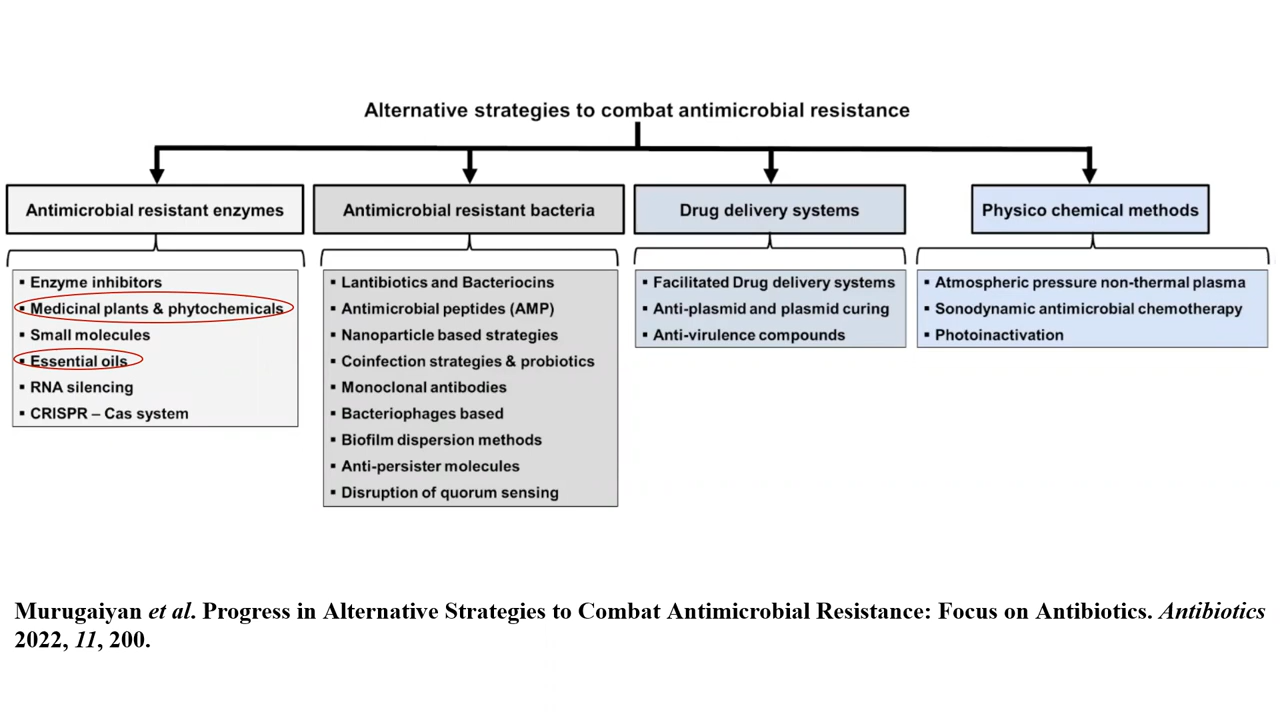 Alternative strategies to combat antimicrobial resistance
Antimicrobial resistant enzymes
▪ Enzyme inhibitors
▪ Medicinal plants & phytochemicals
▪ Small molecules
▪ Essential oils
▪ RNA silencing
▪ CRISPR – Cas system
Antimicrobial resistant bacteria
▪ Lantibiotics and Bacteriocins
▪ Antimicrobial peptides (AMP)
▪ Nanoparticle based strategies
▪ Coinfection strategies & probiotics
▪ Monoclonal antibodies
▪ Bacteriophages based
▪ Biofilm dispersion methods
▪ Anti-persister molecules
▪ Disruption of quorum sensing
Drug delivery systems
▪ Facilitated Drug delivery systems
▪ Anti-plasmid and plasmid curing
▪ Anti-virulence compounds
Physico chemical methods
▪ Atmospheric pressure non-thermal plasma
▪ Sonodynamic antimicrobial chemotherapy
▪ Photoinactivation
Murugaiyan et al. Progress in Alternative Strategies to Combat Antimicrobial Resistance: Focus on Antibiotics. Antibiotics
2022, 11, 200.